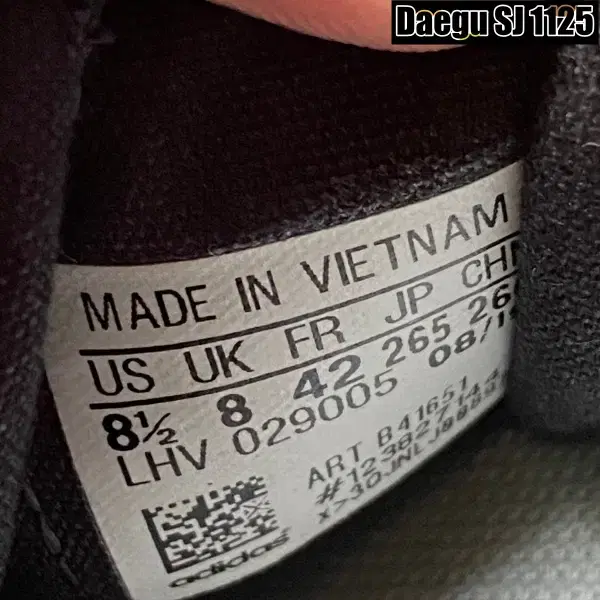 Daegu SJ 1125
MADE IN VIETNAM
US UK FR JP CHN
8½ 8 42 265
LHV 029005
ART B41651
adidas